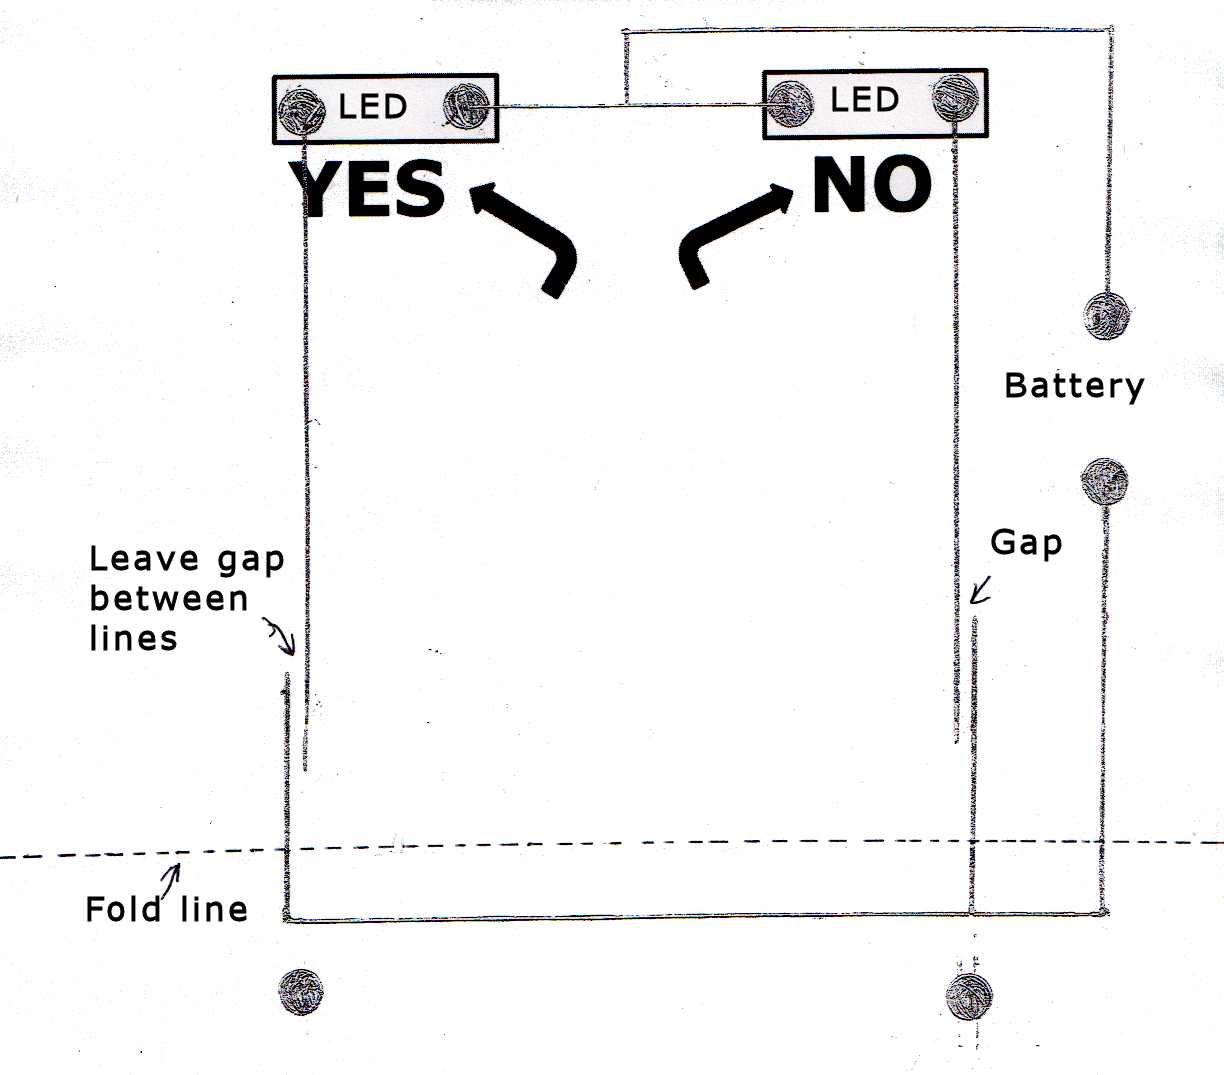 LED
LED
YES
NO
Battery
Gap
Leave gap
between
lines
Fold line